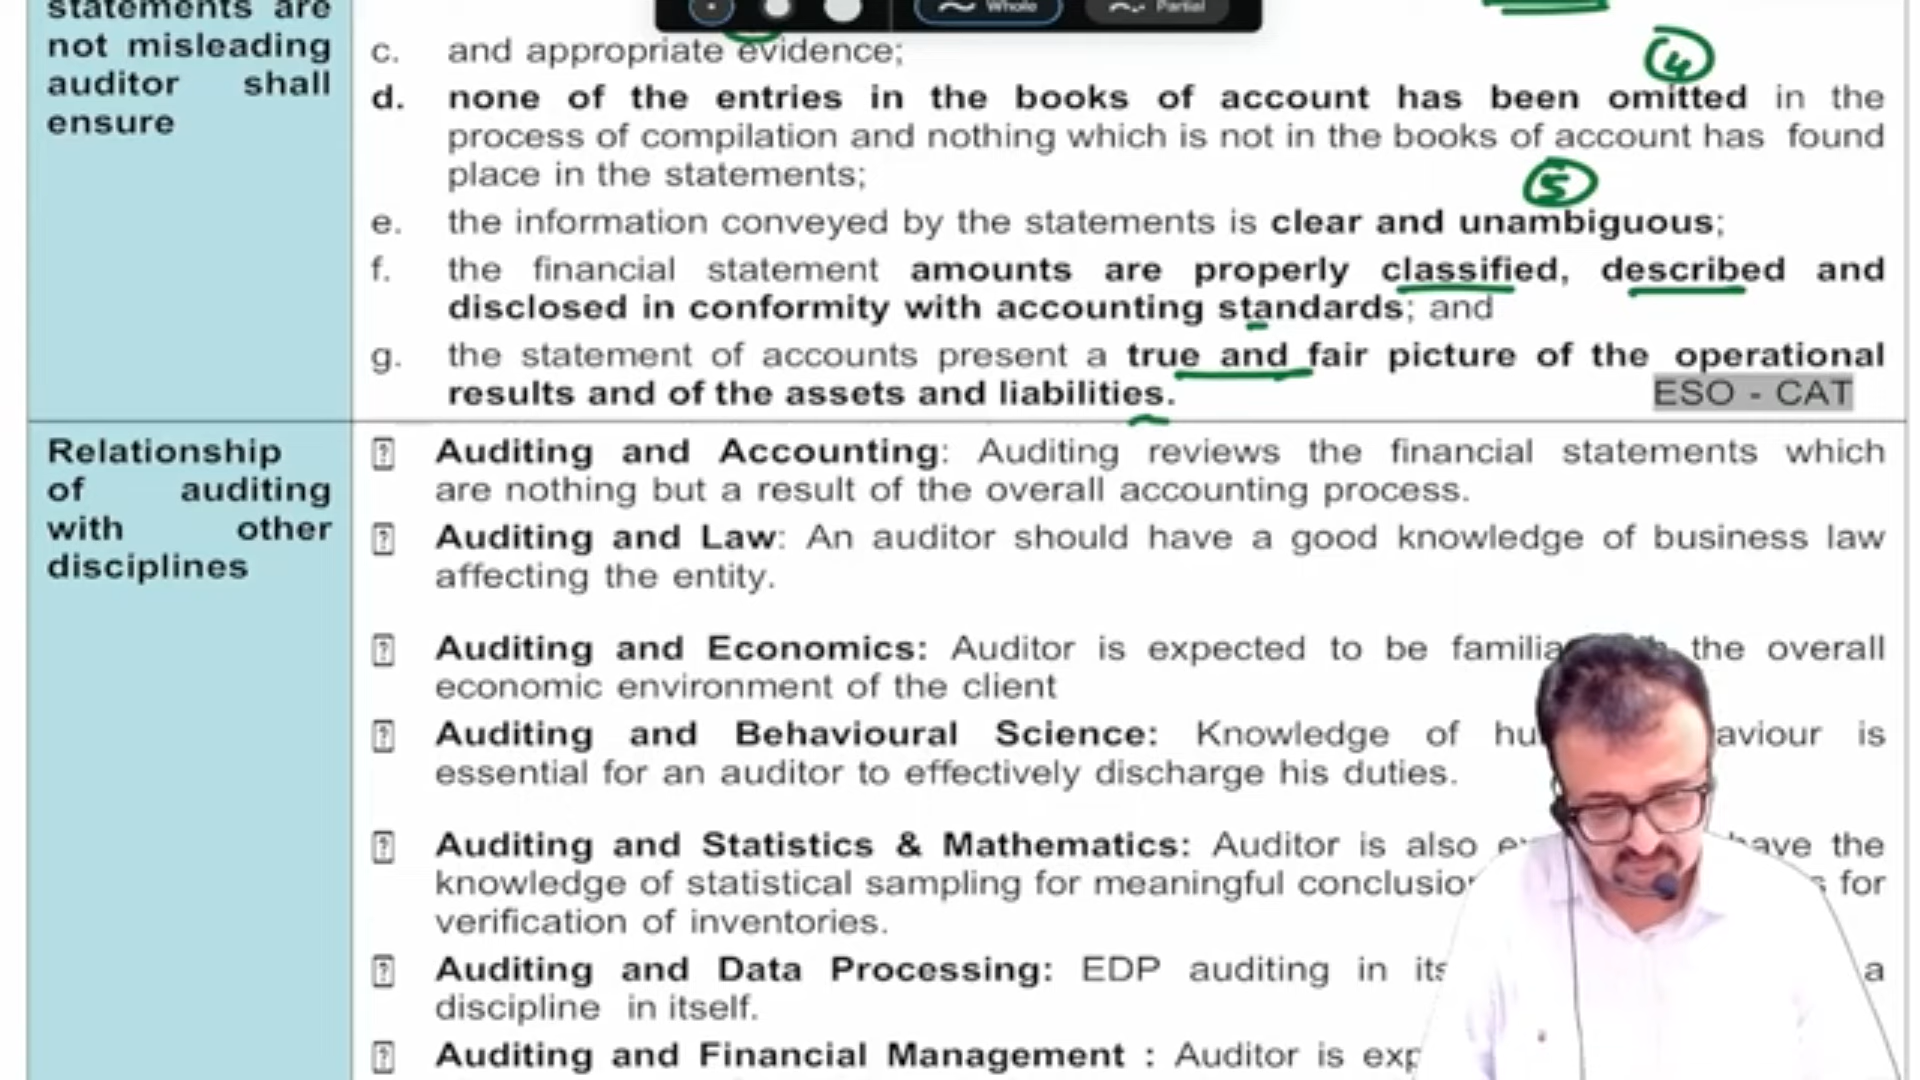 statements are
not misleading
auditor shall
ensure
Whole
Partial
c. and appropriate evidence;
4
d. none of the entries in the books of account has been omitted in the
process of compilation and nothing which is not in the books of account has found
place in the statements;
5
e. the information conveyed by the statements is clear and unambiguous;
f. the financial statement amounts are properly classified, described and
disclosed in conformity with accounting standards; and
g. the statement of accounts present a true and fair picture of the operational
results and of the assets and liabilities.
ESO - CAT
Relationship
of auditing
with other
disciplines
Auditing and Accounting: Auditing reviews the financial statements which
are nothing but a result of the overall accounting process.
Auditing and Law: An auditor should have a good knowledge of business law
affecting the entity.
Auditing and Economics: Auditor is expected to be the overall
economic environment of the client
Auditing and Behavioural Science: Knowledge of is
essential for an auditor to effectively discharge his duties.
Auditing and Statistics & Mathematics: Auditor is also have the
knowledge of statistical sampling for meaningful for
verification of inventories.
Auditing and Data Processing: EDP auditing in its a
discipline in itself.
Auditing and Financial Management : Auditor is